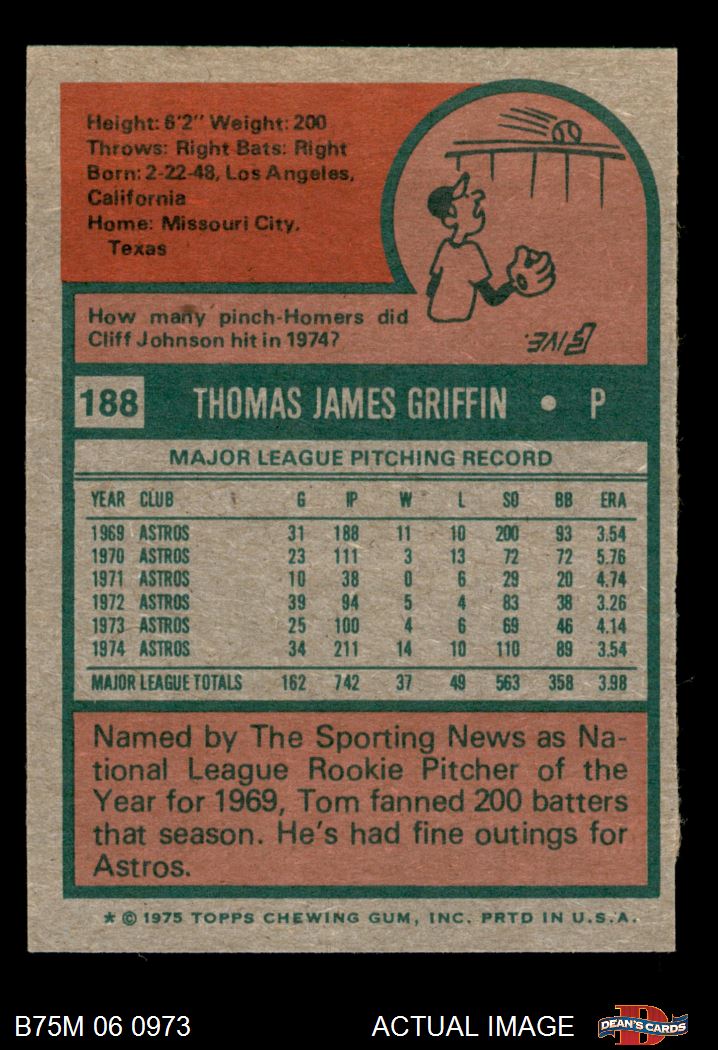 Height: 6'2" Weight: 200
Throws: Right Bats: Right
Born: 2-22-48, Los Angeles,
California
Home: Missouri City,
Texas
How many pinch-Homers did
Cliff Johnson hit in 1974?
FIVE.
188 THOMAS JAMES GRIFFIN • P
MAJOR LEAGUE PITCHING RECORD
YEAR CLUB G IP W L SO BB ERA
1969 ASTROS 31 188 11 10 200 93 3.54
1970 ASTROS 23 111 3 13 72 72 5.76
1971 ASTROS 10 38 0 6 29 20 4.74
1972 ASTROS 39 94 5 4 83 38 3.26
1973 ASTROS 25 100 4 6 69 46 4.14
1974 ASTROS 34 211 14 10 110 89 3.54
MAJOR LEAGUE TOTALS 162 742 37 49 563 358 3.98
Named by The Sporting News as Na-
tional League Rookie Pitcher of the
Year for 1969, Tom fanned 200 batters
that season. He's had fine outings for
Astros.
* © 1975 TOPPS CHEWING GUM, INC. PRTD IN U.S.A.
B75M 06 0973 ACTUAL IMAGE DEAN'S CARDS